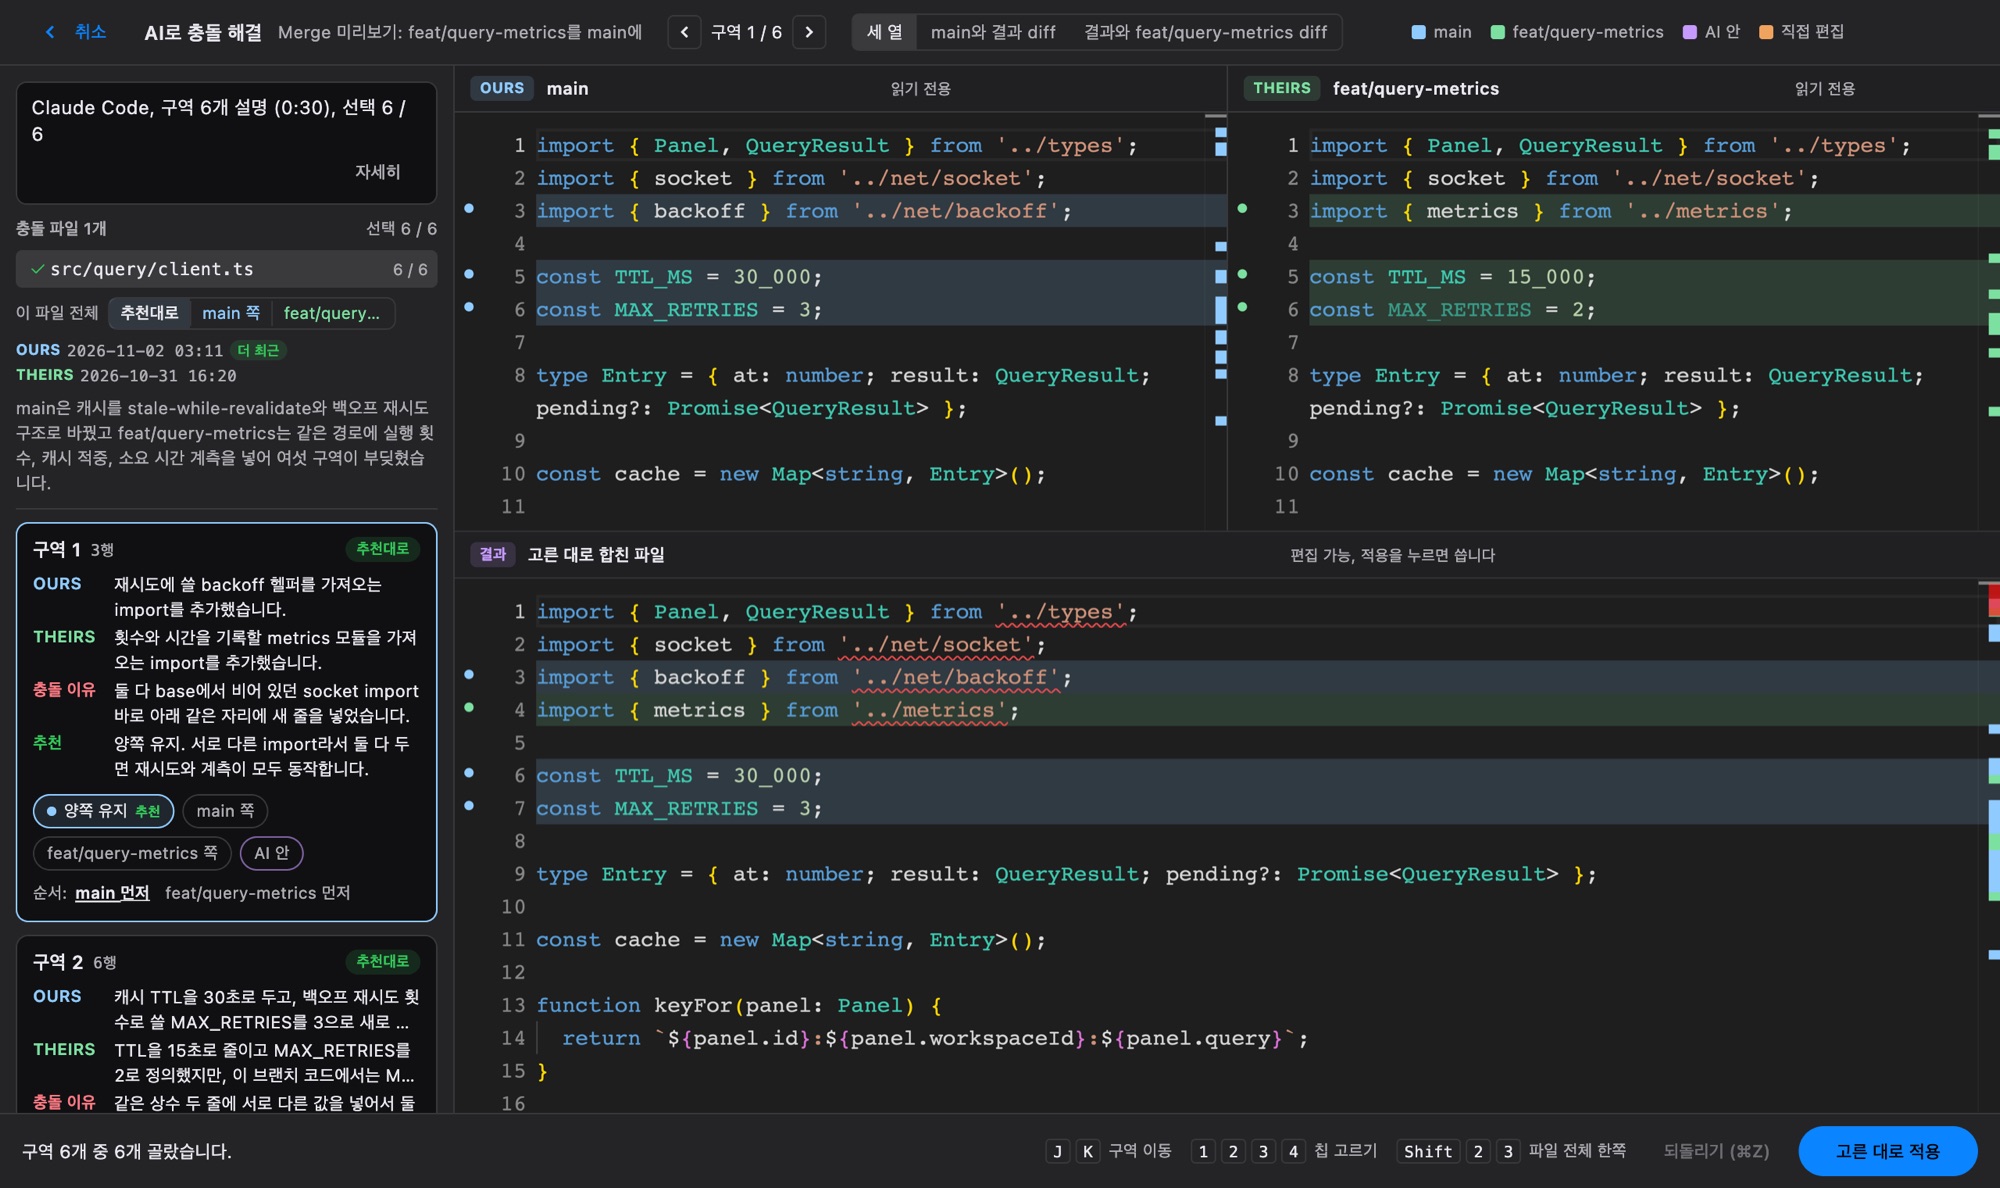 취소 AI로 충돌 해결 Merge 미리보기: feat/query-metrics를 main에 구역 1 / 6 세 열 main와 결과 diff 결과와 feat/query-metrics diff main feat/query-metrics AI 안 직접 편집
Claude Code, 구역 6개 설명 (0:30), 선택 6 /
6
자세히
충돌 파일 1개 선택 6 / 6
src/query/client.ts 6 / 6
이 파일 전체 추천대로 main 쪽 feat/query...
OURS 2026-11-02 03:11 더 최근
THEIRS 2026-10-31 16:20
main은 캐시를 stale-while-revalidate와 백오프 재시도
구조로 바꿨고 feat/query-metrics는 같은 경로에 실행 횟
수, 캐시 적중, 소요 시간 계측을 넣어 여섯 구역이 부딪혔습
니다.
구역 1 3행 추천대로
OURS 재시도에 쓸 backoff 헬퍼를 가져오는
import를 추가했습니다.
THEIRS 횟수와 시간을 기록할 metrics 모듈을 가져
오는 import를 추가했습니다.
충돌 이유 둘 다 base에서 비어 있던 socket import
바로 아래 같은 자리에 새 줄을 넣었습니다.
추천 양쪽 유지. 서로 다른 import라서 둘 다 두
면 재시도와 계측이 모두 동작합니다.
양쪽 유지 추천 main 쪽
feat/query-metrics 쪽 AI 안
순서: main 먼저 feat/query-metrics 먼저
구역 2 6행 추천대로
OURS 캐시 TTL을 30초로 두고, 백오프 재시도 횟
수로 쓸 MAX_RETRIES를 3으로 새로 ...
THEIRS TTL을 15초로 줄이고 MAX_RETRIES를
2로 정의했지만, 이 브랜치 코드에서는 M...
충돌 이유 같은 상수 두 줄에 서로 다른 값을 넣어서 둘
OURS main 읽기 전용
1 import { Panel, QueryResult } from '../types';
2 import { socket } from '../net/socket';
3 import { backoff } from '../net/backoff';
4
5 const TTL_MS = 30_000;
6 const MAX_RETRIES = 3;
7
8 type Entry = { at: number; result: QueryResult;
pending?: Promise<QueryResult> };
9
10 const cache = new Map<string, Entry>();
11
THEIRS feat/query-metrics 읽기 전용
1 import { Panel, QueryResult } from '../types';
2 import { socket } from '../net/socket';
3 import { metrics } from '../metrics';
4
5 const TTL_MS = 15_000;
6 const MAX_RETRIES = 2;
7
8 type Entry = { at: number; result: QueryResult;
pending?: Promise<QueryResult> };
9
10 const cache = new Map<string, Entry>();
11
결과 고른 대로 합친 파일 편집 가능, 적용을 누르면 씁니다
1 import { Panel, QueryResult } from '../types';
2 import { socket } from '../net/socket';
3 import { backoff } from '../net/backoff';
4 import { metrics } from '../metrics';
5
6 const TTL_MS = 30_000;
7 const MAX_RETRIES = 3;
8
9 type Entry = { at: number; result: QueryResult; pending?: Promise<QueryResult> };
10
11 const cache = new Map<string, Entry>();
12
13 function keyFor(panel: Panel) {
14 return `${panel.id}:${panel.workspaceId}:${panel.query}`;
15 }
16
구역 6개 중 6개 골랐습니다. J K 구역 이동 1 2 3 4 칩 고르기 Shift 2 3 파일 전체 한쪽 되돌리기 (⌘Z) 고른 대로 적용